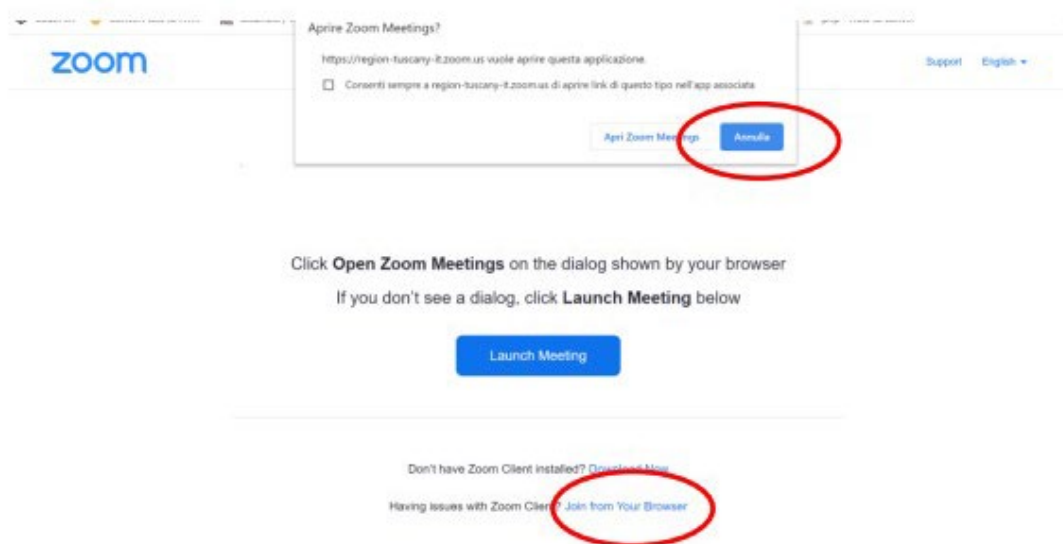 Aprire Zoom Meetings?
zoom
https://region-tuscany-it.zoom.us vuole aprire questa applicazione.
Support English
Consenti sempre a region-tuscany-it.zoom.us di aprire link di questo tipo nell'app associata
Apri Zoom Meetings Annulla
Click Open Zoom Meetings on the dialog shown by your browser
If you don't see a dialog, click Launch Meeting below
Launch Meeting
Don't have Zoom Client installed? Download Now
Having issues with Zoom Client? Join from Your Browser